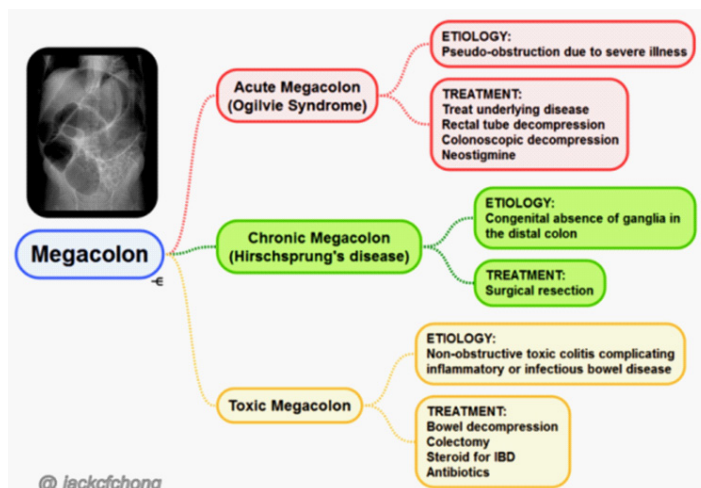 Megacolon
Acute Megacolon
(Ogilvie Syndrome)
ETIOLOGY:
Pseudo-obstruction due to severe illness
TREATMENT:
Treat underlying disease
Rectal tube decompression
Colonoscopic decompression
Neostigmine
Chronic Megacolon
(Hirschsprung's disease)
ETIOLOGY:
Congenital absence of ganglia in
the distal colon
TREATMENT:
Surgical resection
Toxic Megacolon
ETIOLOGY:
Non-obstructive toxic colitis complicating
inflammatory or infectious bowel disease
TREATMENT:
Bowel decompression
Colectomy
Steroid for IBD
Antibiotics
@ jackcfchong